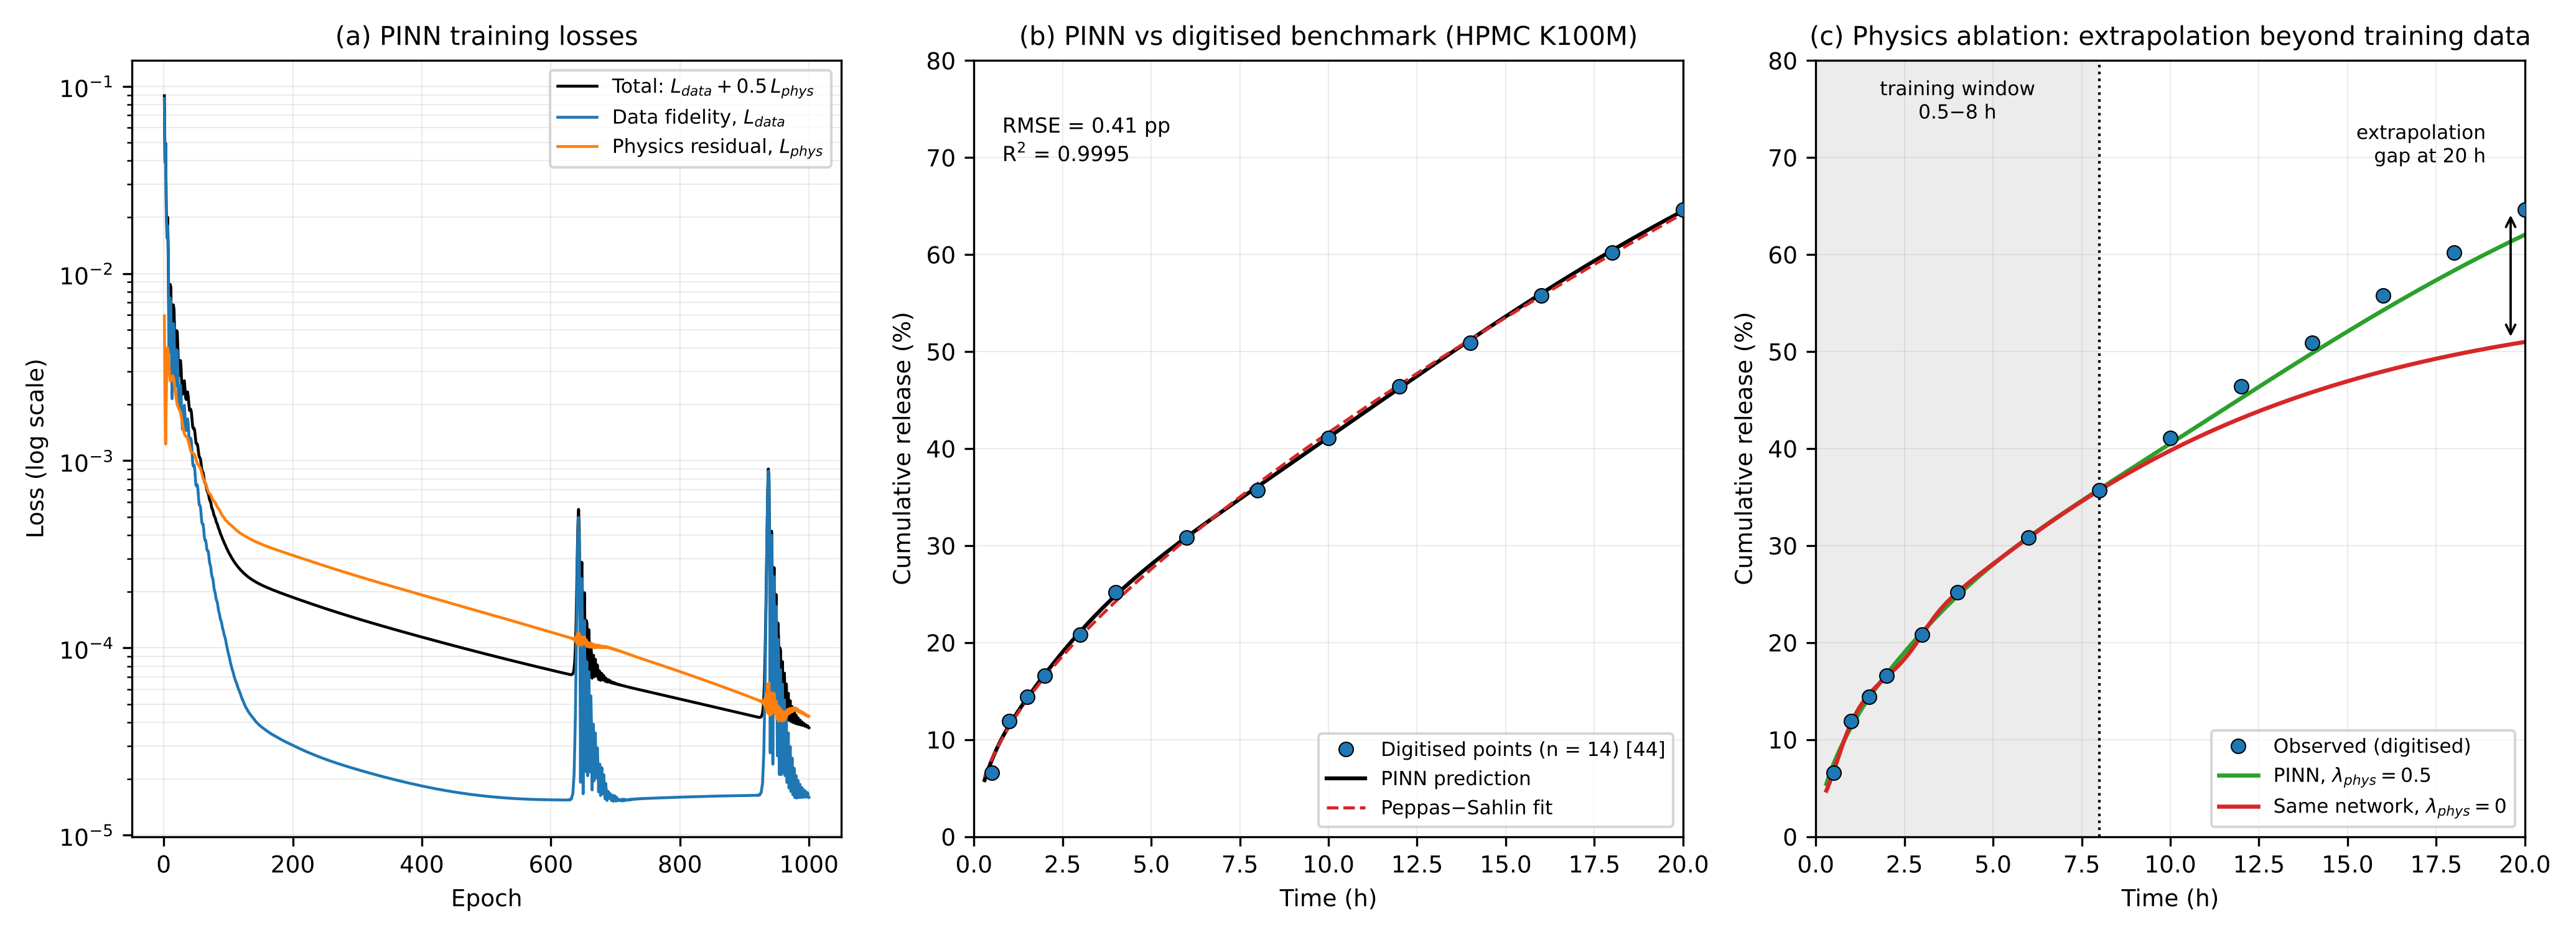 (a) PINN training losses
Total: L_data + 0.5 L_phys
Data fidelity, L_data
Physics residual, L_phys
10⁻¹
10⁻²
10⁻³
10⁻⁴
10⁻⁵
Loss (log scale)
0 200 400 600 800 1000
Epoch
(b) PINN vs digitised benchmark (HPMC K100M)
RMSE = 0.41 pp
R² = 0.9995
80
70
60
50
40
30
20
10
0
Cumulative release (%)
Digitised points (n = 14) [44]
PINN prediction
Peppas−Sahlin fit
0.0 2.5 5.0 7.5 10.0 12.5 15.0 17.5 20.0
Time (h)
(c) Physics ablation: extrapolation beyond training data
training window
0.5−8 h
extrapolation
gap at 20 h
80
70
60
50
40
30
20
10
0
Cumulative release (%)
Observed (digitised)
PINN, λ_phys = 0.5
Same network, λ_phys = 0
0.0 2.5 5.0 7.5 10.0 12.5 15.0 17.5 20.0
Time (h)